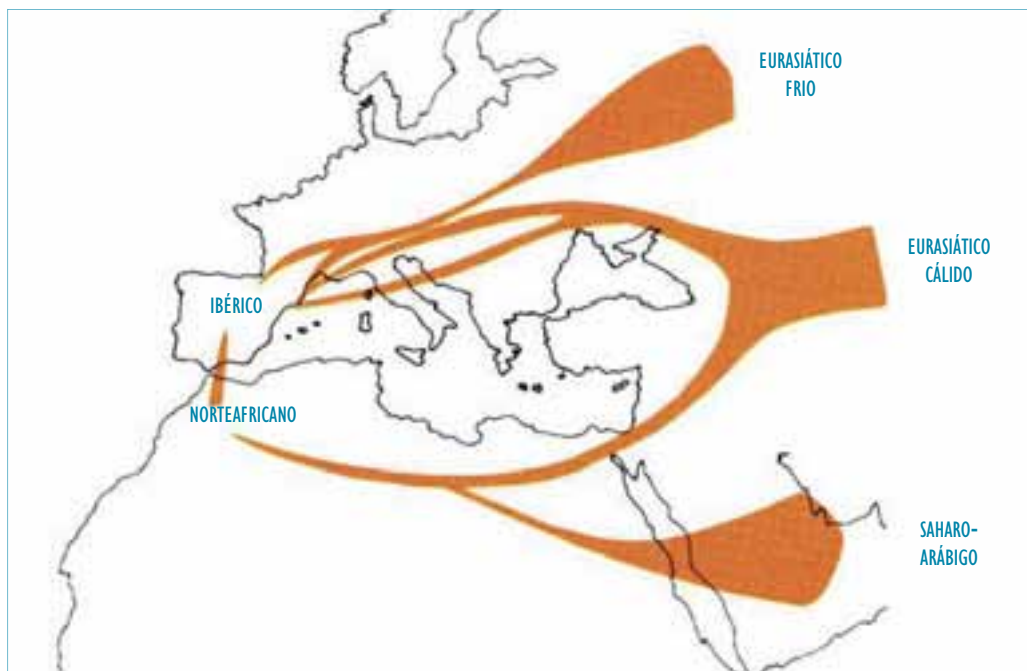 EURASIÁTICO
FRIO
EURASIÁTICO
CÁLIDO
IBÉRICO
NORTEAFRICANO
SAHARO-
ARÁBIGO